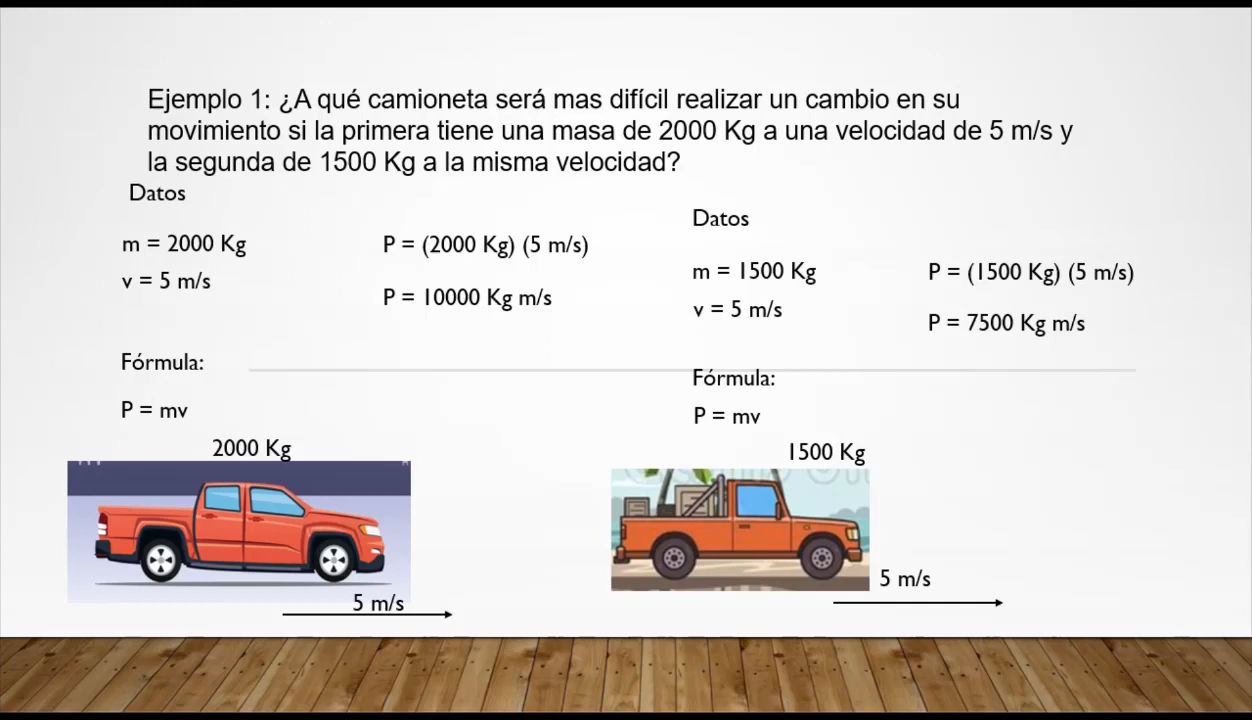 Ejemplo 1: ¿A qué camioneta será mas difícil realizar un cambio en su
movimiento si la primera tiene una masa de 2000 Kg a una velocidad de 5 m/s y
la segunda de 1500 Kg a la misma velocidad?
Datos
m = 2000 Kg
v = 5 m/s
P = (2000 Kg) (5 m/s)
P = 10000 Kg m/s
Fórmula:
P = mv
2000 Kg
5 m/s
Datos
m = 1500 Kg
v = 5 m/s
P = (1500 Kg) (5 m/s)
P = 7500 Kg m/s
Fórmula:
P = mv
1500 Kg
5 m/s